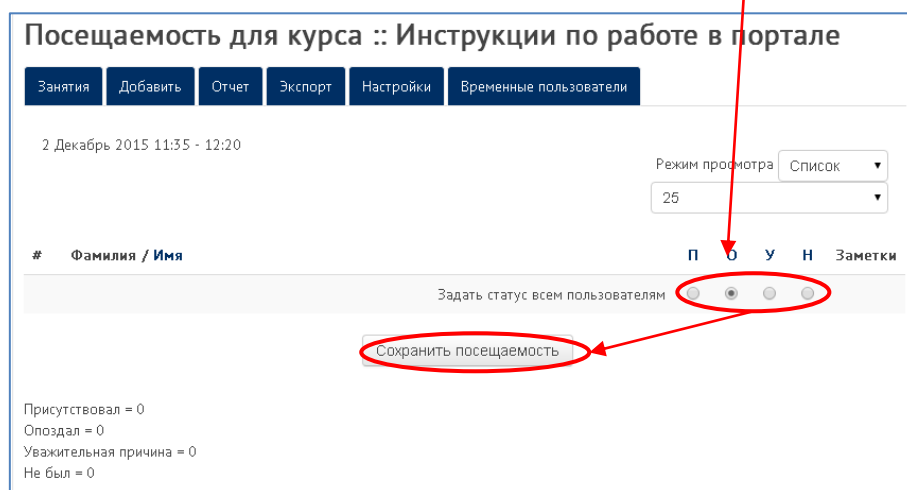 Посещаемость для курса :: Инструкции по работе в портале
Занятия Добавить Отчет Экспорт Настройки Временные пользователи
2 Декабрь 2015 11:35 - 12:20
Режим просмотра Список
25
# Фамилия / Имя П О У Н Заметки
Задать статус всем пользователям
Сохранить посещаемость
Присутствовал = 0
Опоздал = 0
Уважительная причина = 0
Не был = 0